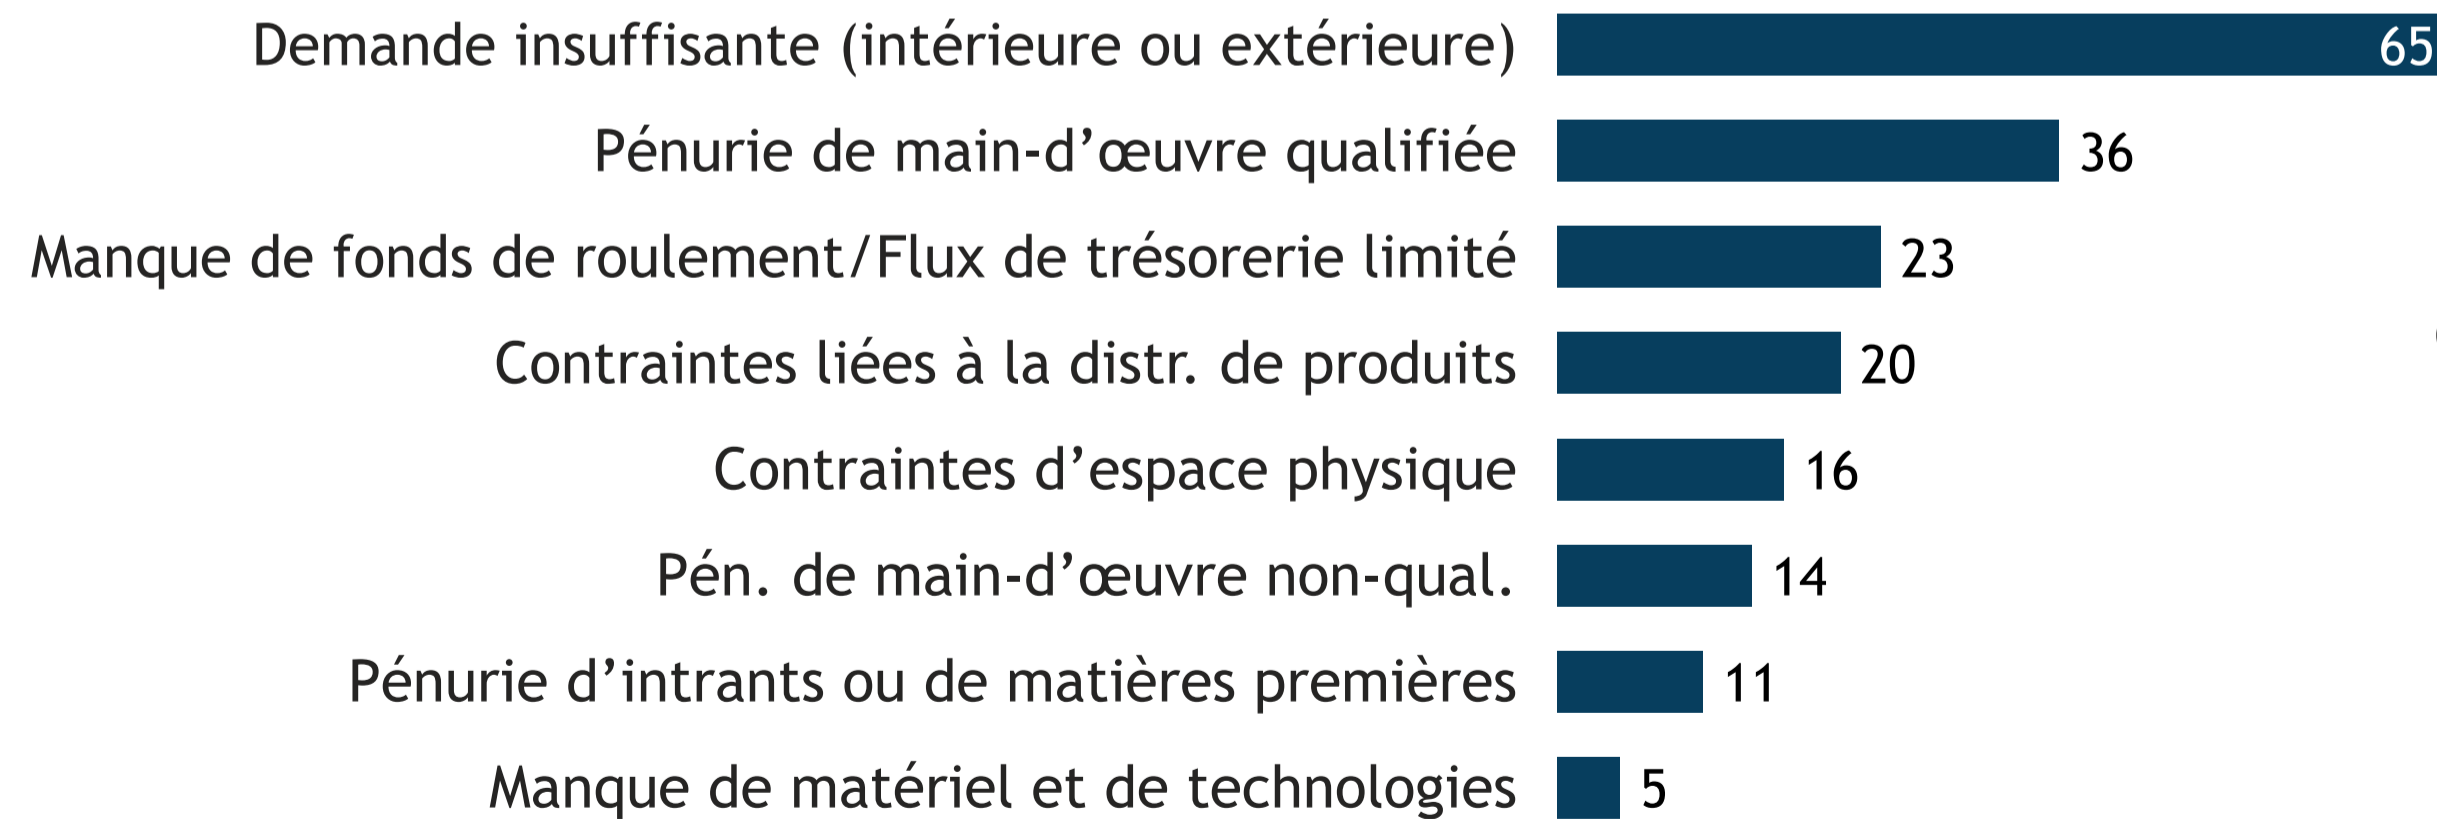 Demande insuffisante (intérieure ou extérieure) 65
Pénurie de main-d’œuvre qualifiée 36
Manque de fonds de roulement/Flux de trésorerie limité 23
Contraintes liées à la distr. de produits 20
Contraintes d’espace physique 16
Pén. de main-d’œuvre non-qual. 14
Pénurie d’intrants ou de matières premières 11
Manque de matériel et de technologies 5